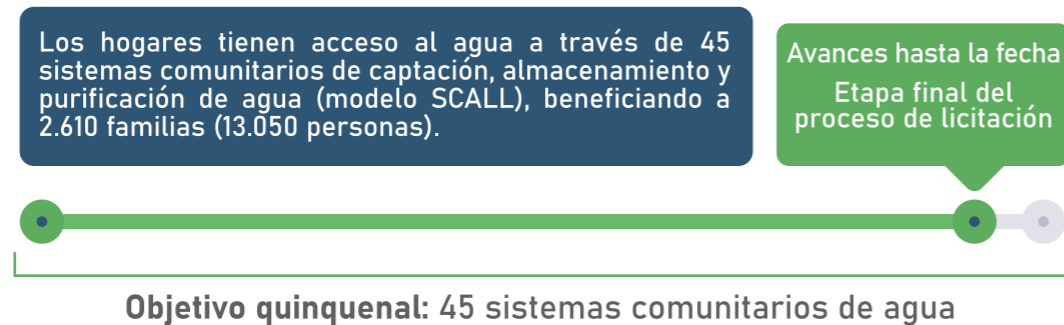 Los hogares tienen acceso al agua a través de 45
sistemas comunitarios de captación, almacenamiento y
purificación de agua (modelo SCALL), beneficiando a
2.610 familias (13.050 personas).
Avances hasta la fecha
Etapa final del
proceso de licitación
Objetivo quinquenal: 45 sistemas comunitarios de agua